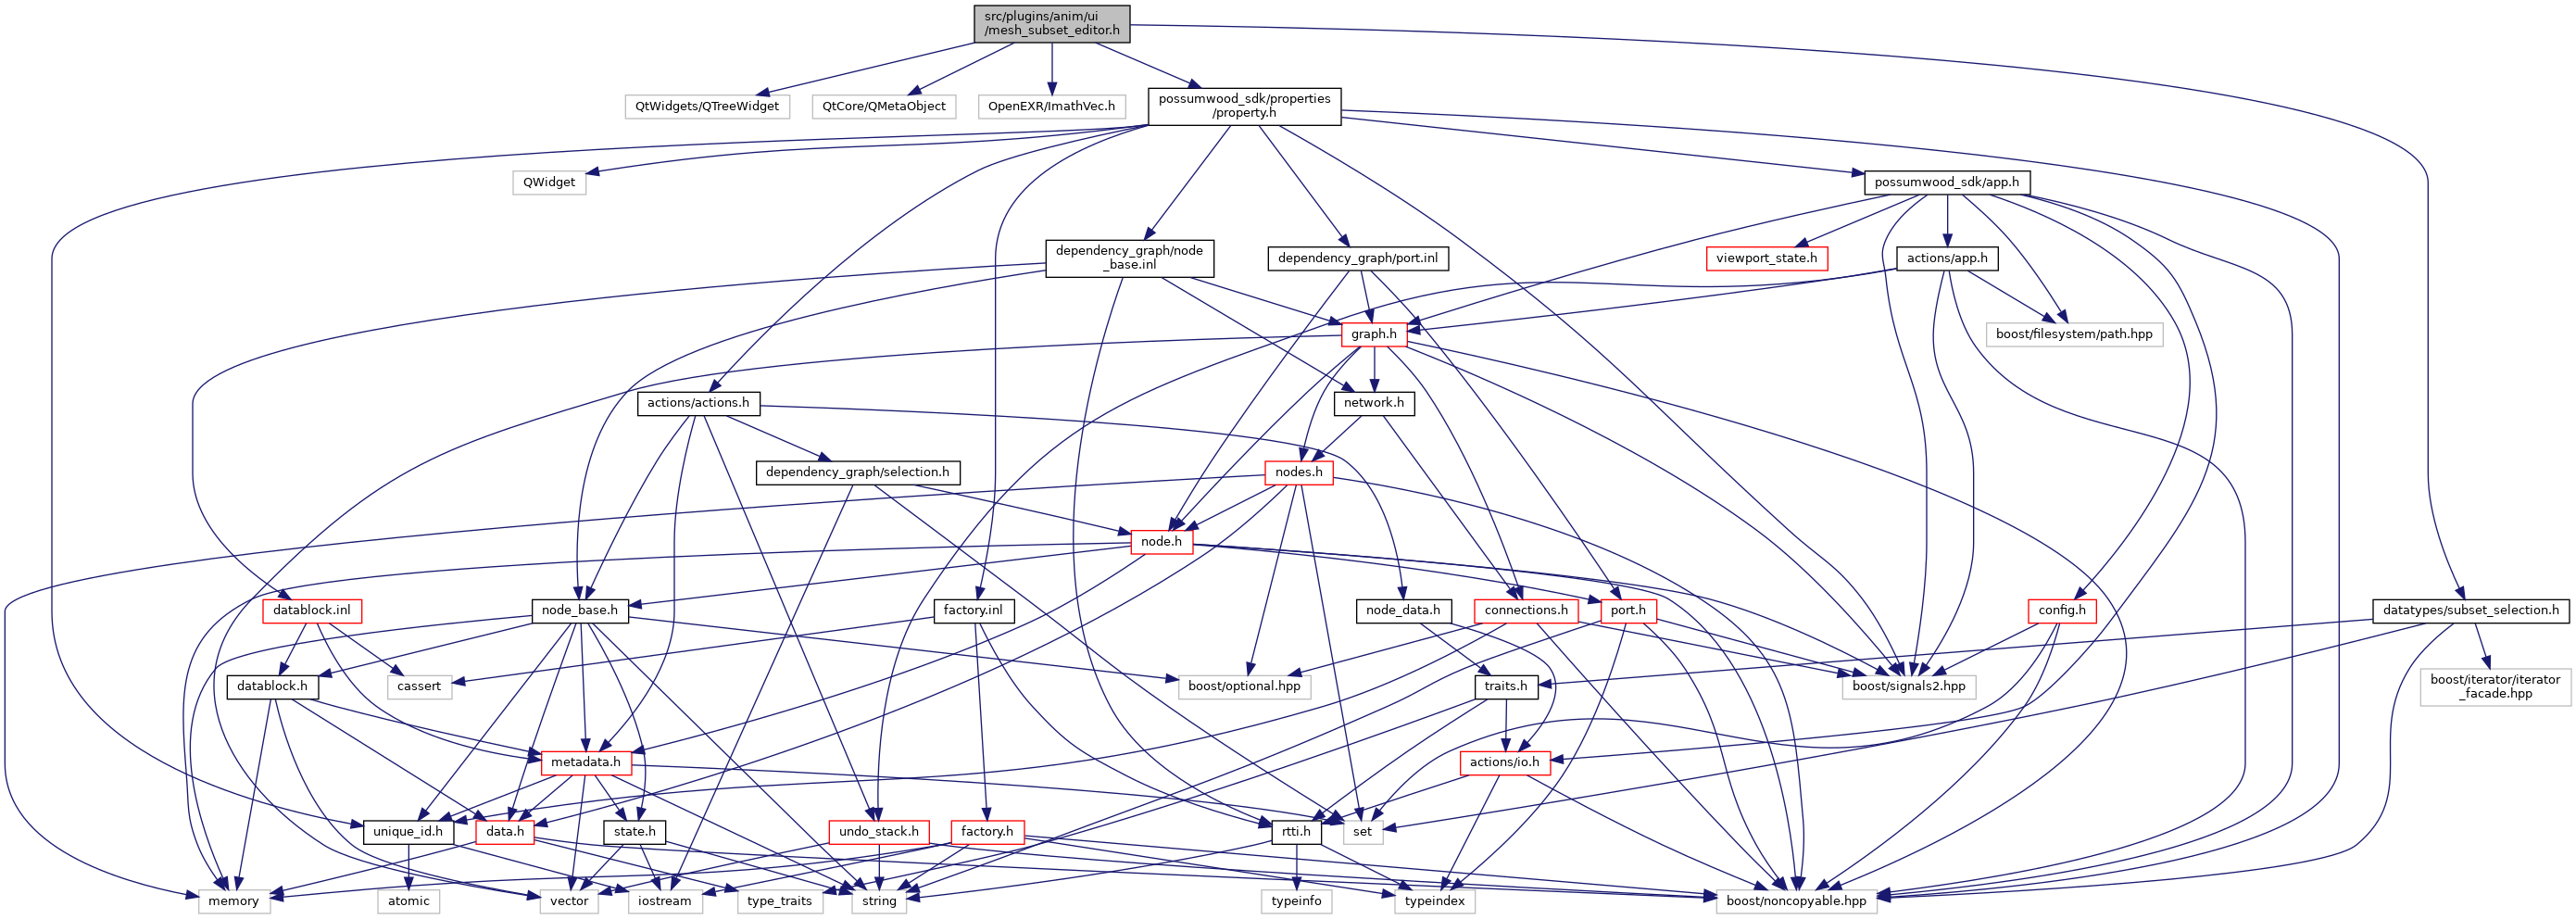 src/plugins/anim/ui
/mesh_subset_editor.h
QtWidgets/QTreeWidget
QtCore/QMetaObject
OpenEXR/ImathVec.h
possumwood_sdk/properties
/property.h
QWidget
possumwood_sdk/app.h
dependency_graph/node
_base.inl
dependency_graph/port.inl
viewport_state.h
actions/app.h
graph.h
boost/filesystem/path.hpp
actions/actions.h
network.h
dependency_graph/selection.h
nodes.h
node.h
datablock.inl
node_base.h
factory.inl
node_data.h
connections.h
port.h
config.h
datatypes/subset_selection.h
datablock.h
cassert
boost/optional.hpp
traits.h
boost/signals2.hpp
boost/iterator/iterator
_facade.hpp
metadata.h
actions/io.h
unique_id.h
data.h
state.h
undo_stack.h
factory.h
rtti.h
set
memory
atomic
vector
iostream
type_traits
string
typeinfo
typeindex
boost/noncopyable.hpp